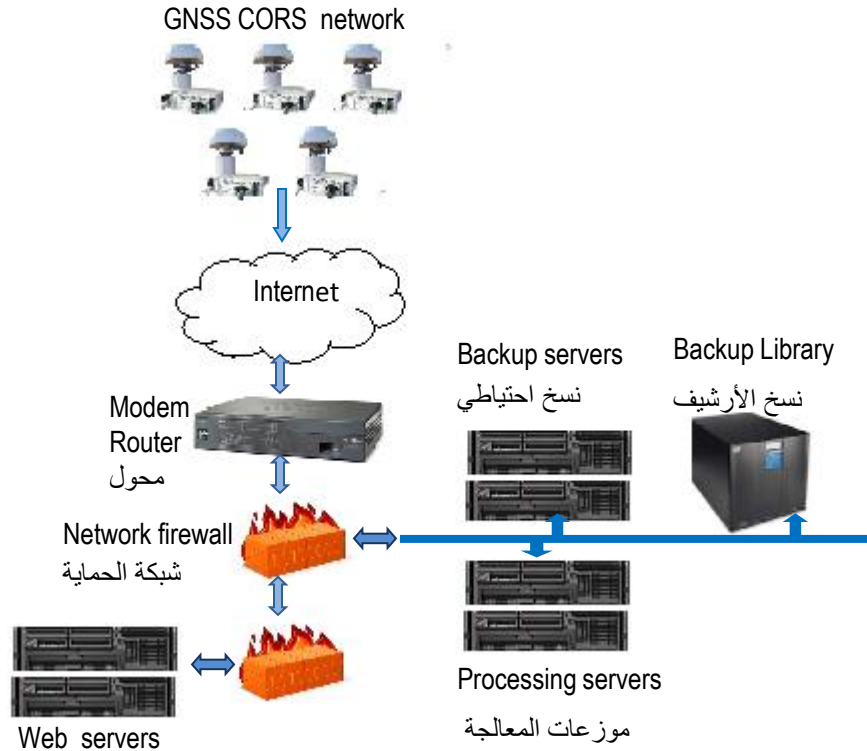 GNSS CORS network
Internet
Modem
Router
محول
Backup servers
نسخ احتياطي
Backup Library
نسخ الأرشيف
Network firewall
شبكة الحماية
Processing servers
موزعات المعالجة
Web servers